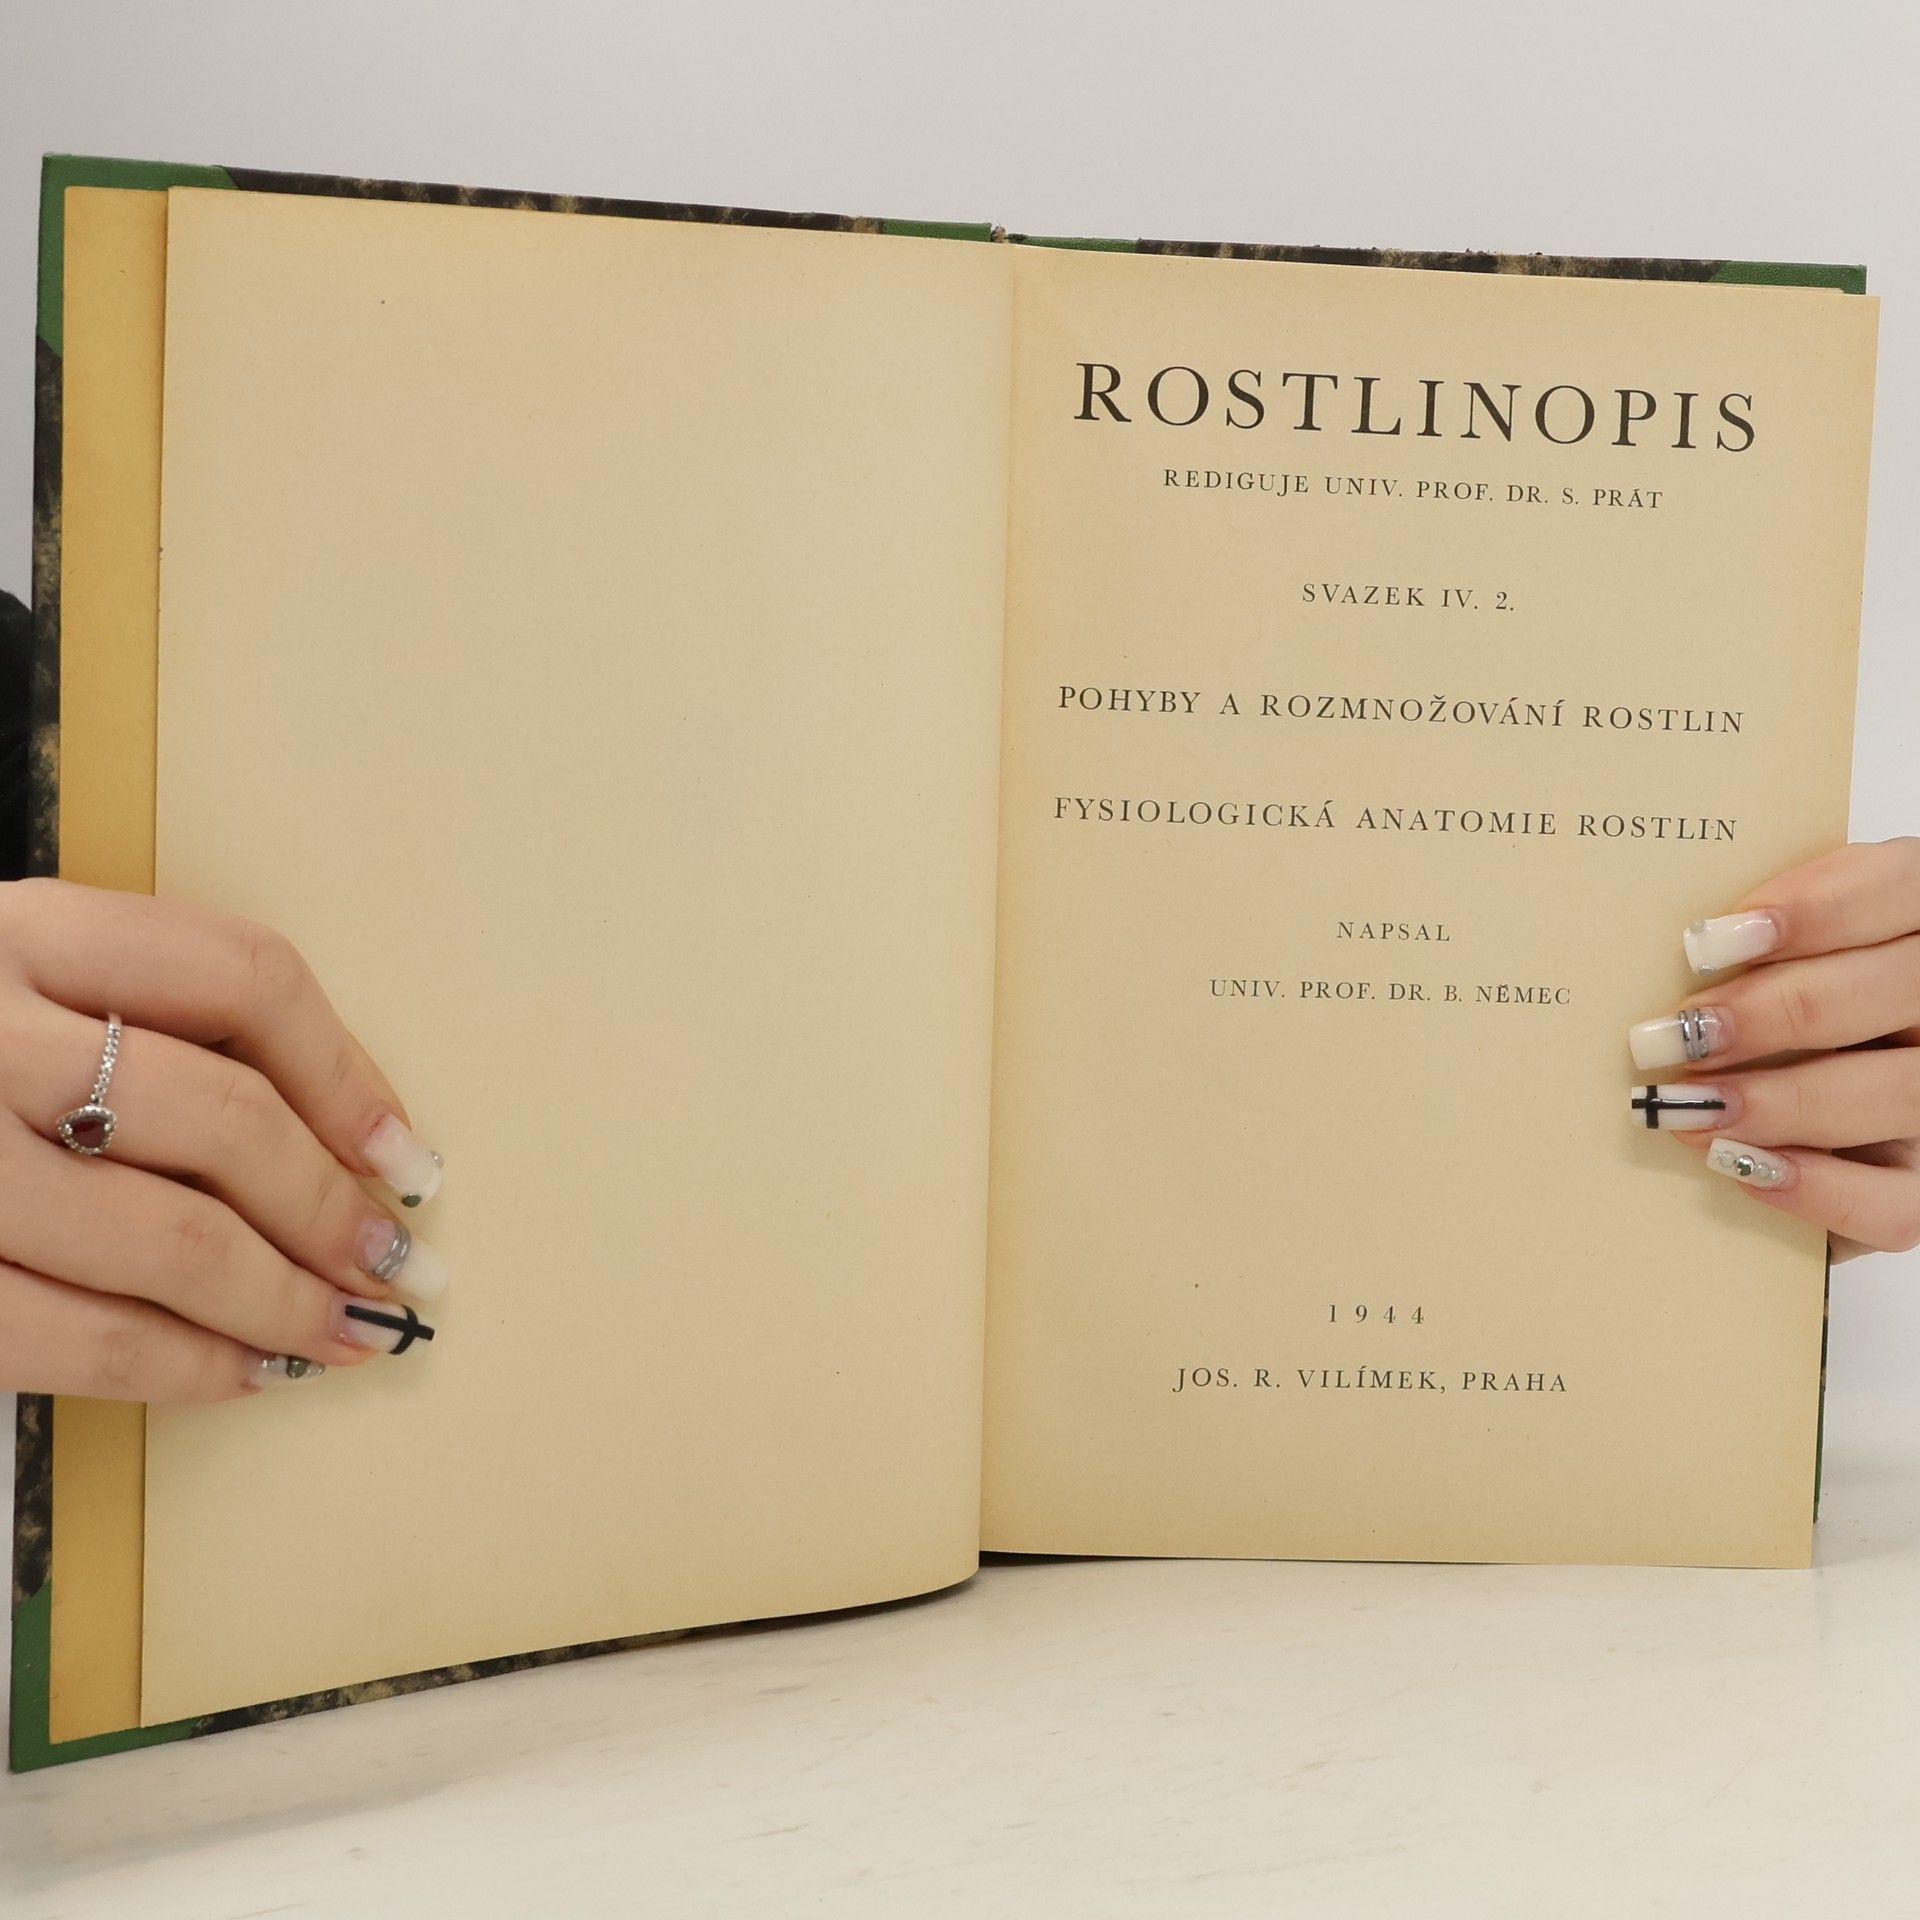 ROSTLINOPIS
REDIGUJE UNIV. PROF. DR. S. PRÁT
SVAZEK IV. 2.
POHYBY A ROZMNOŽOVÁNÍ ROSTLIN
FYSIOLOGICKÁ ANATOMIE ROSTLIN
NAPSAL
UNIV. PROF. DR. B. NĚMEC
1944
JOS. R. VILÍMEK, PRAHA